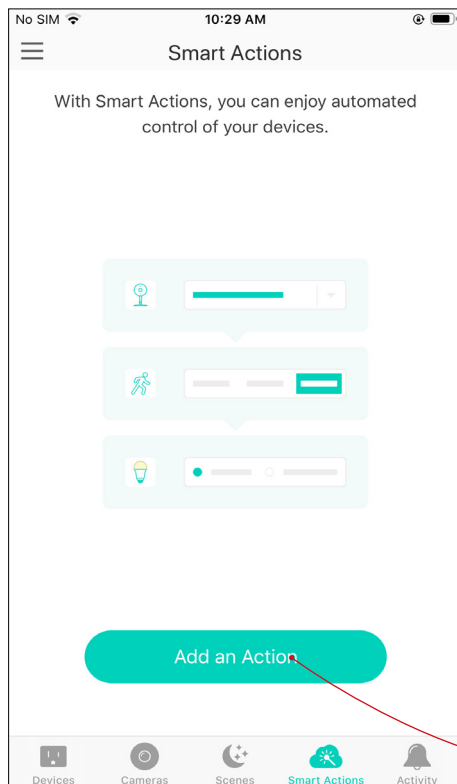 No SIM 10:29 AM
Smart Actions
With Smart Actions, you can enjoy automated
control of your devices.
Add an Action
Devices Cameras Scenes Smart Actions Activity